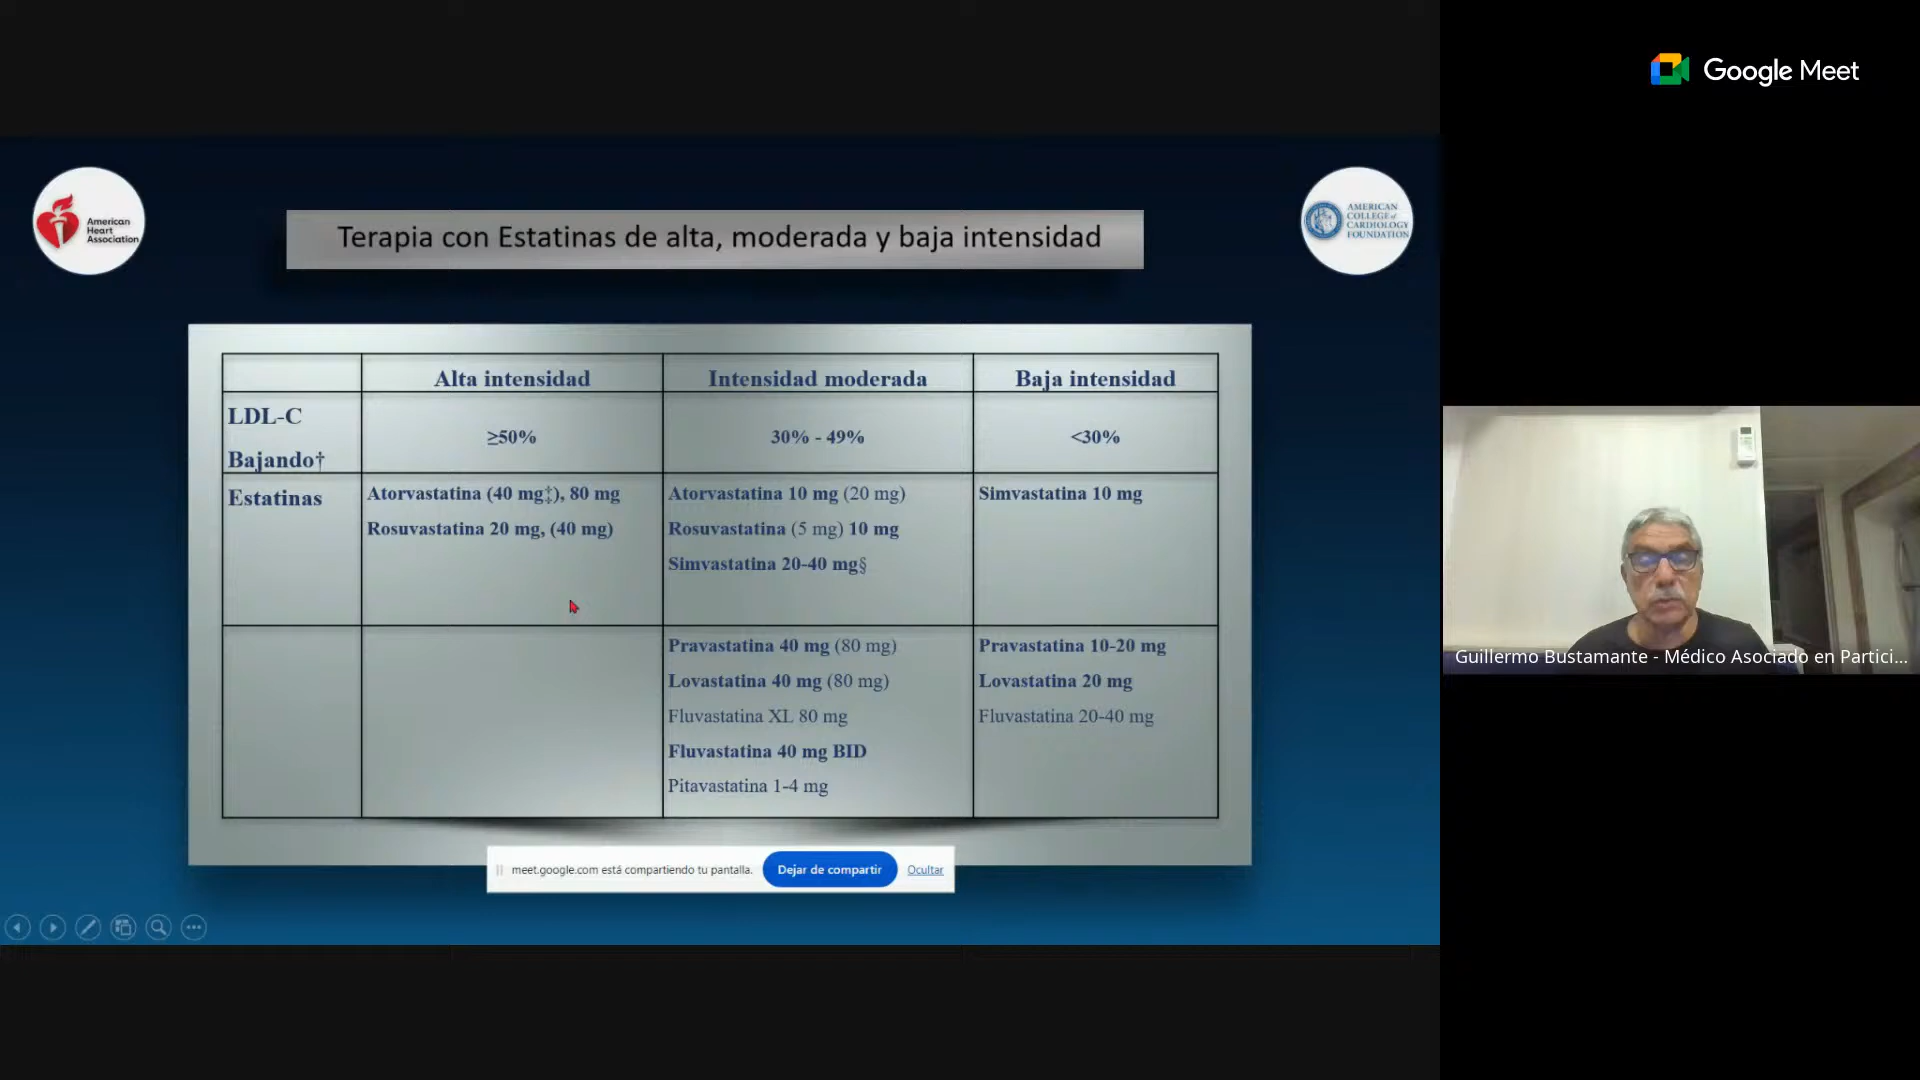 Google Meet
American
Heart
Association
AMERICAN
COLLEGE of
CARDIOLOGY
FOUNDATION
Terapia con Estatinas de alta, moderada y baja intensidad
Alta intensidad
Intensidad moderada
Baja intensidad
LDL-C
Bajando†
≥50%
30% - 49%
<30%
Estatinas
Atorvastatina (40 mg‡), 80 mg
Rosuvastatina 20 mg, (40 mg)
Atorvastatina 10 mg (20 mg)
Rosuvastatina (5 mg) 10 mg
Simvastatina 20-40 mg§
Simvastatina 10 mg
Pravastatina 40 mg (80 mg)
Lovastatina 40 mg (80 mg)
Fluvastatina XL 80 mg
Fluvastatina 40 mg BID
Pitavastatina 1-4 mg
Pravastatina 10-20 mg
Lovastatina 20 mg
Fluvastatina 20-40 mg
meet.google.com está compartiendo tu pantalla.
Dejar de compartir
Ocultar
Guillermo Bustamante - Médico Asociado en Partici...